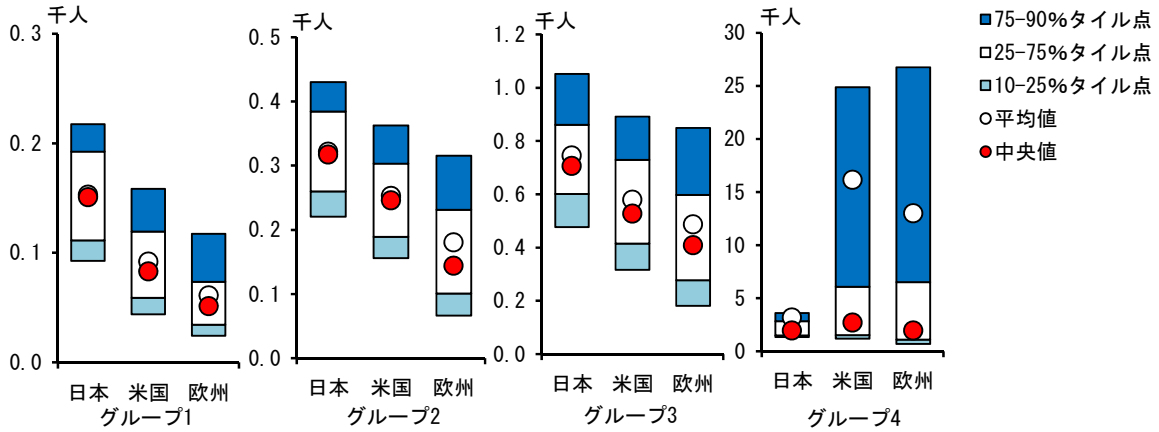 千人
0.3
0.2
0.1
0.0
日本 米国 欧州
グループ1
千人
0.5
0.4
0.3
0.2
0.1
0.0
日本 米国 欧州
グループ2
千人
1.2
1.0
0.8
0.6
0.4
0.2
0.0
日本 米国 欧州
グループ3
千人
30
25
20
15
10
5
0
日本 米国 欧州
グループ4
75-90%タイル点
25-75%タイル点
10-25%タイル点
平均値
中央値